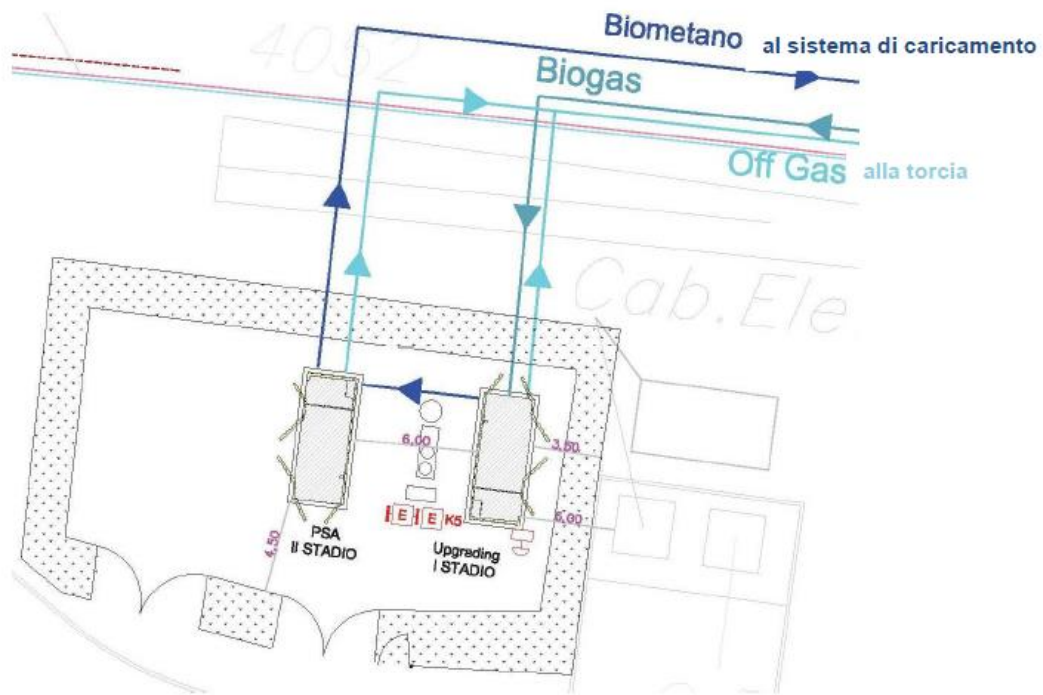 Biometano al sistema di caricamento
4052
Biogas
Off Gas alla torcia
Cab.Ele
6,00
3,50
E E K5
6,00
PSA
II STADIO
Upgrading
I STADIO
4,50